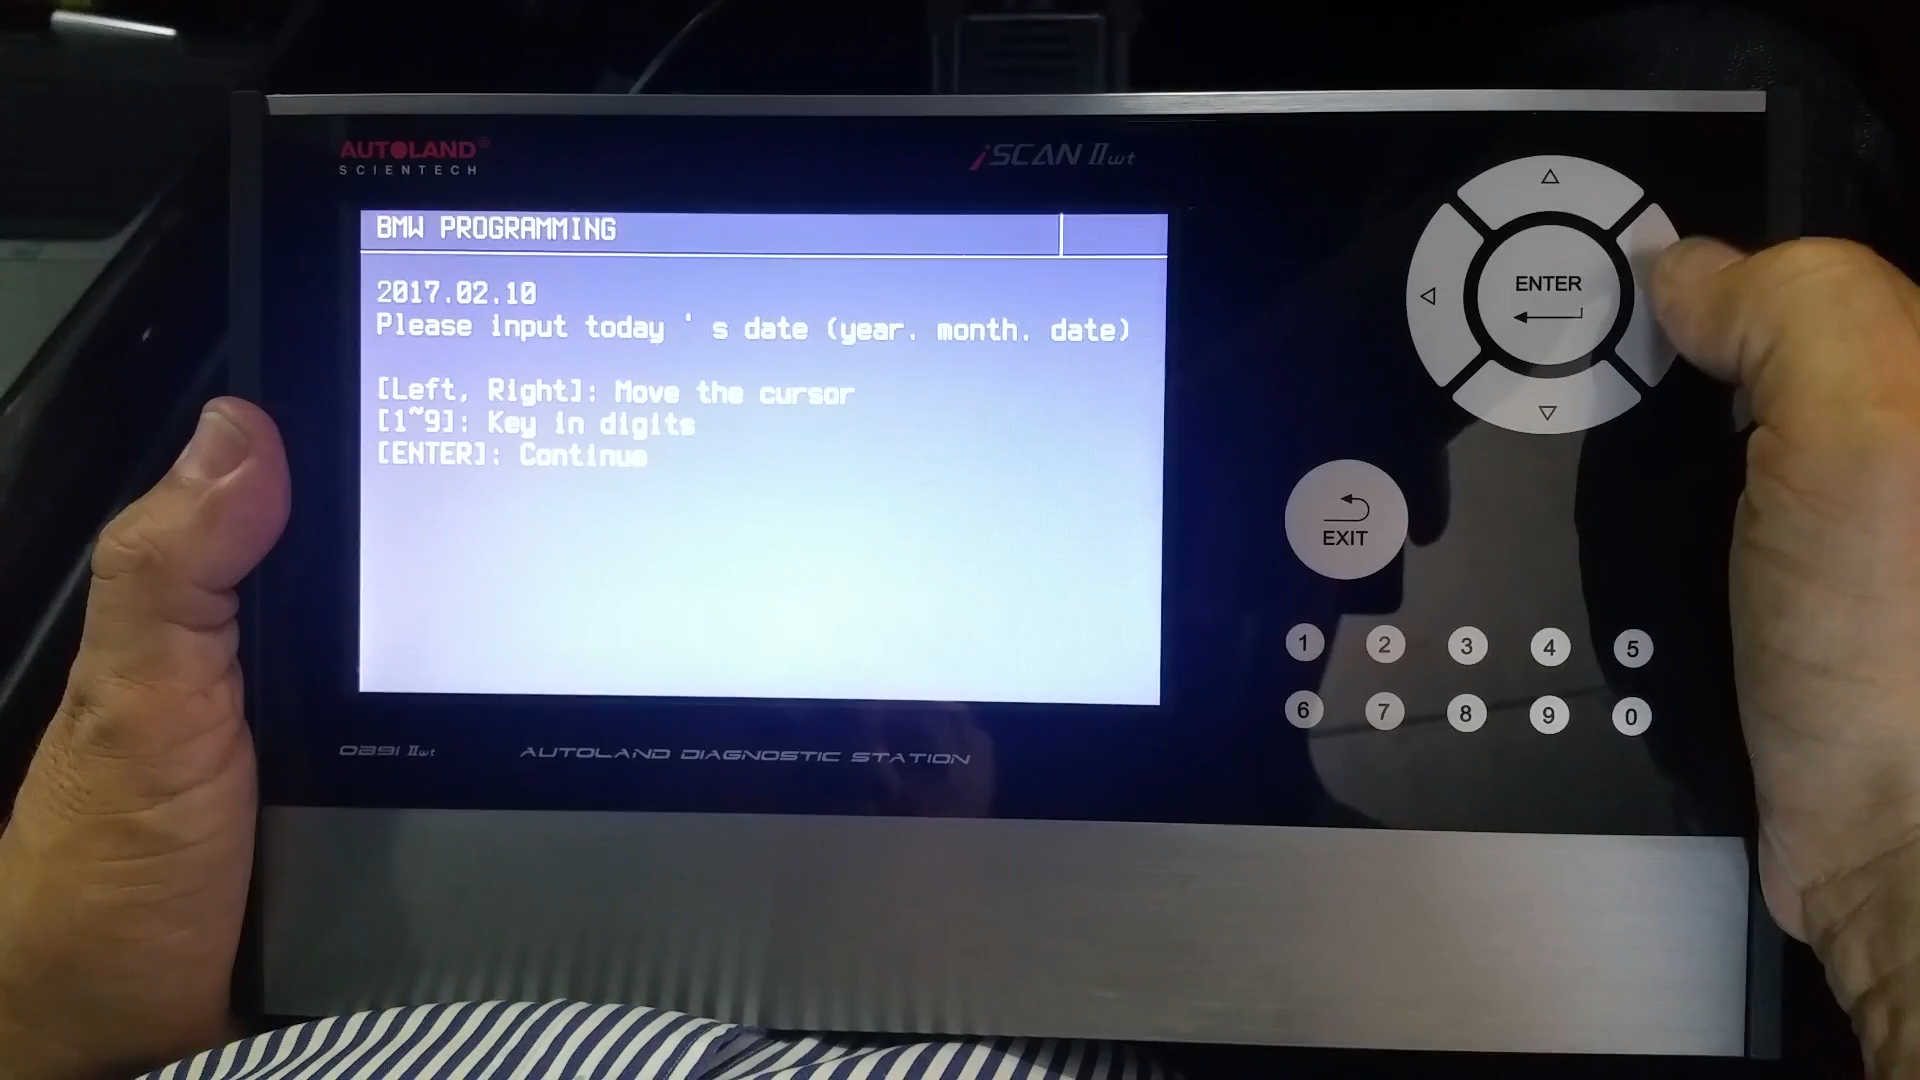 AUTOLAND
SCIENTECH
iSCAN IIwt
BMW PROGRAMMING
2017.02.10
Please input today ' s date (year. month. date)
[Left, Right]: Move the cursor
[1~9]: Key in digits
[ENTER]: Continue
ENTER
EXIT
1 2 3 4 5
6 7 8 9 0
OB91 IIwt
AUTOLAND DIAGNOSTIC STATION